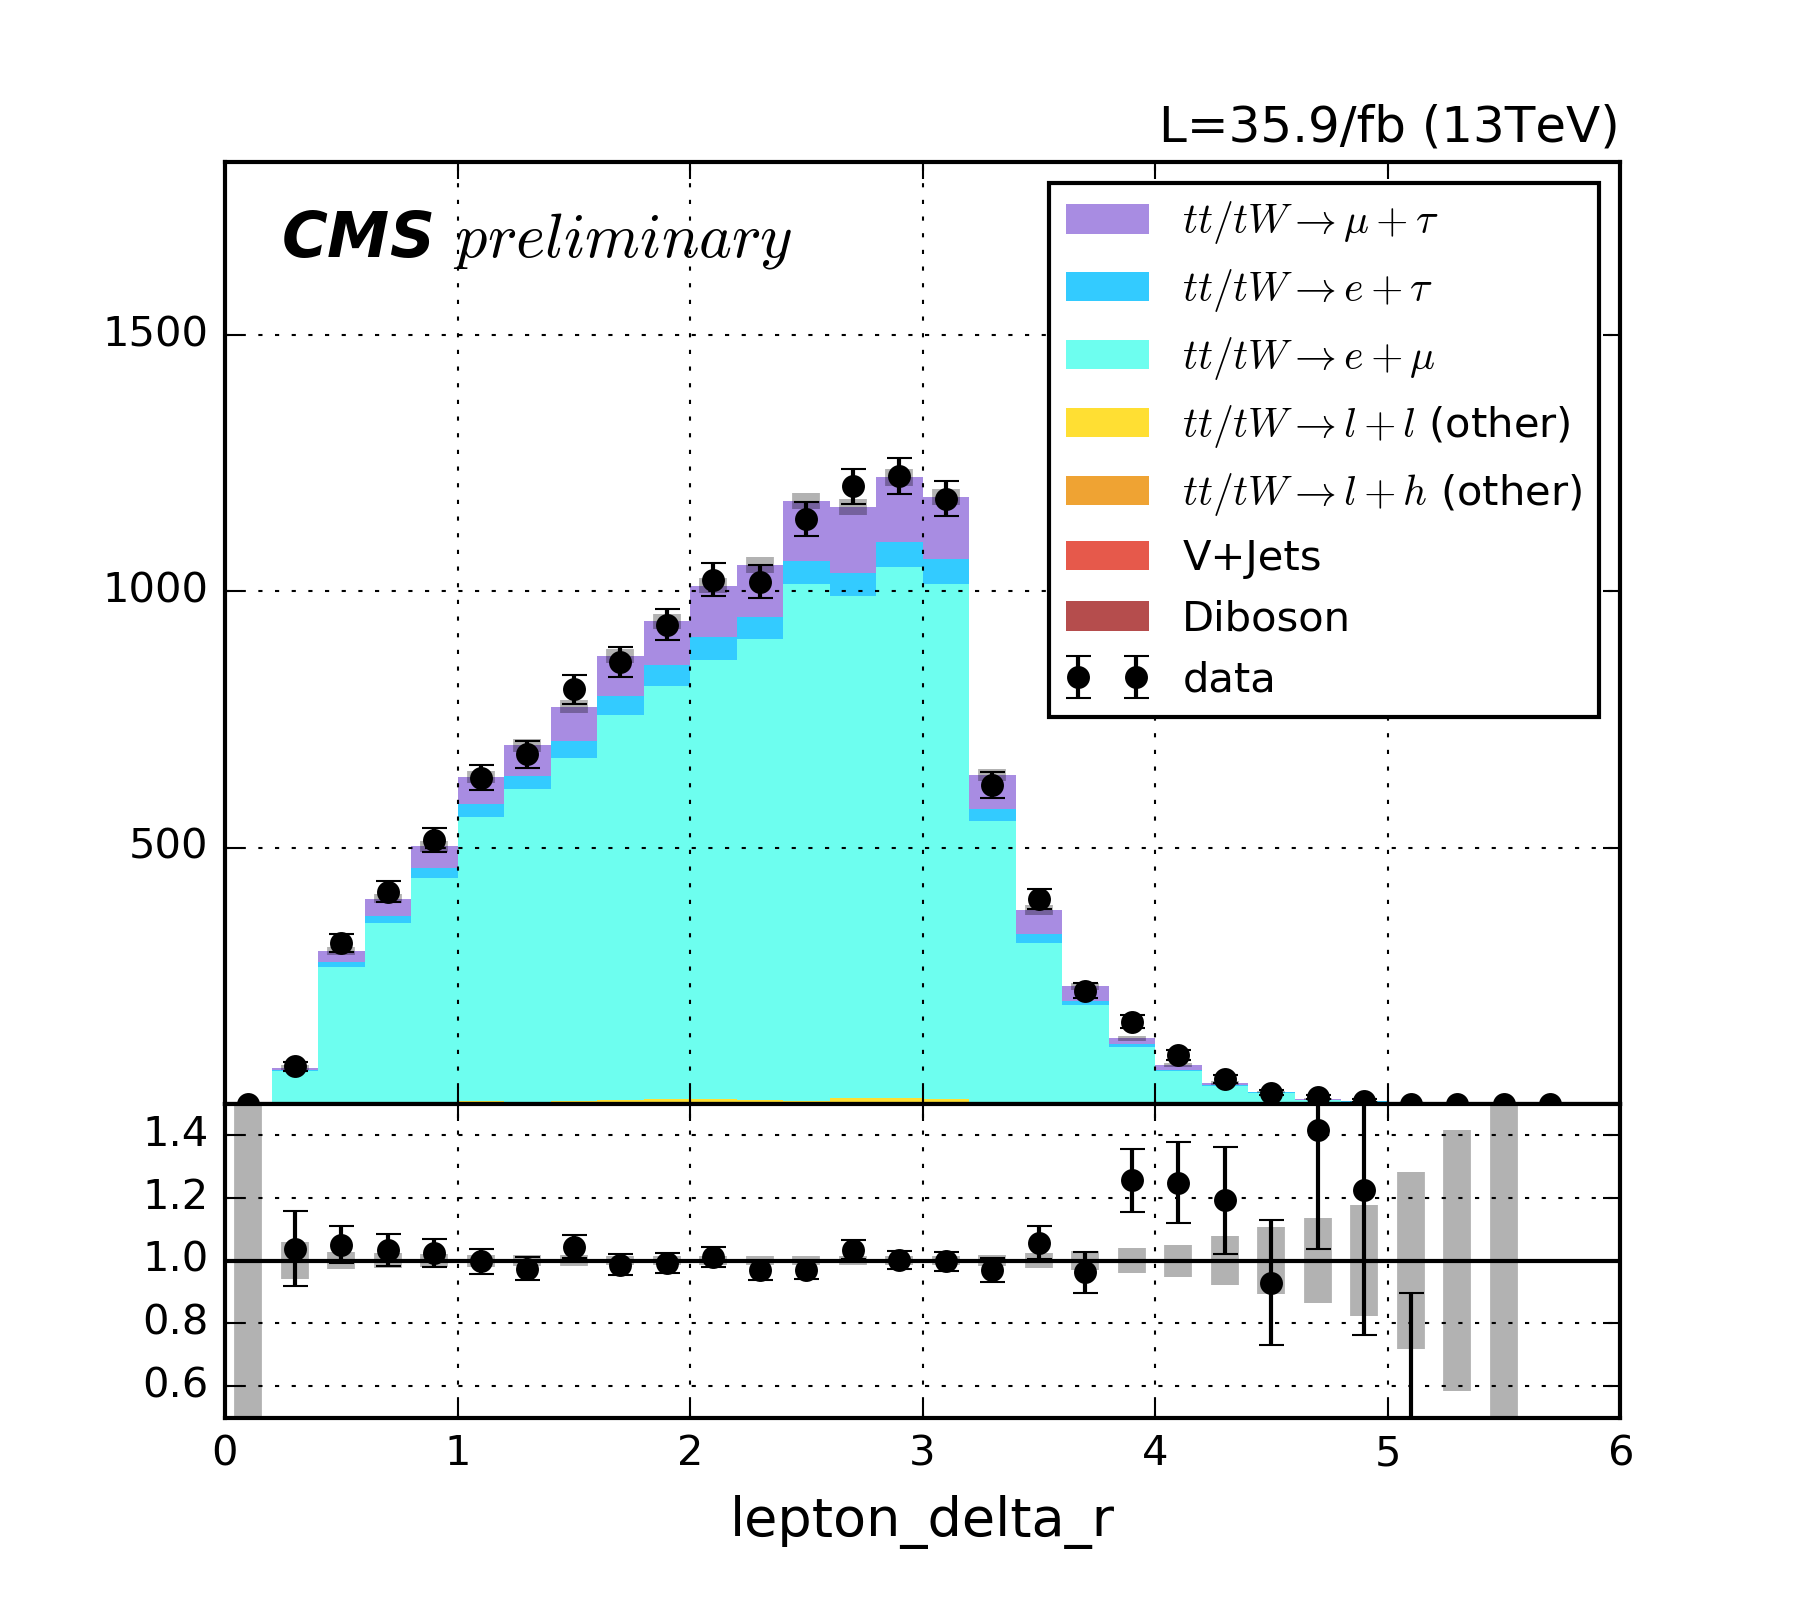 L=35.9/fb (13TeV)
CMS preliminary
tt/tW→μ+τ
tt/tW→e+τ
tt/tW→e+μ
tt/tW→l+l (other)
tt/tW→l+h (other)
V+Jets
Diboson
data
1500
1000
500
1.4
1.2
1.0
0.8
0.6
0 1 2 3 4 5 6
lepton_delta_r